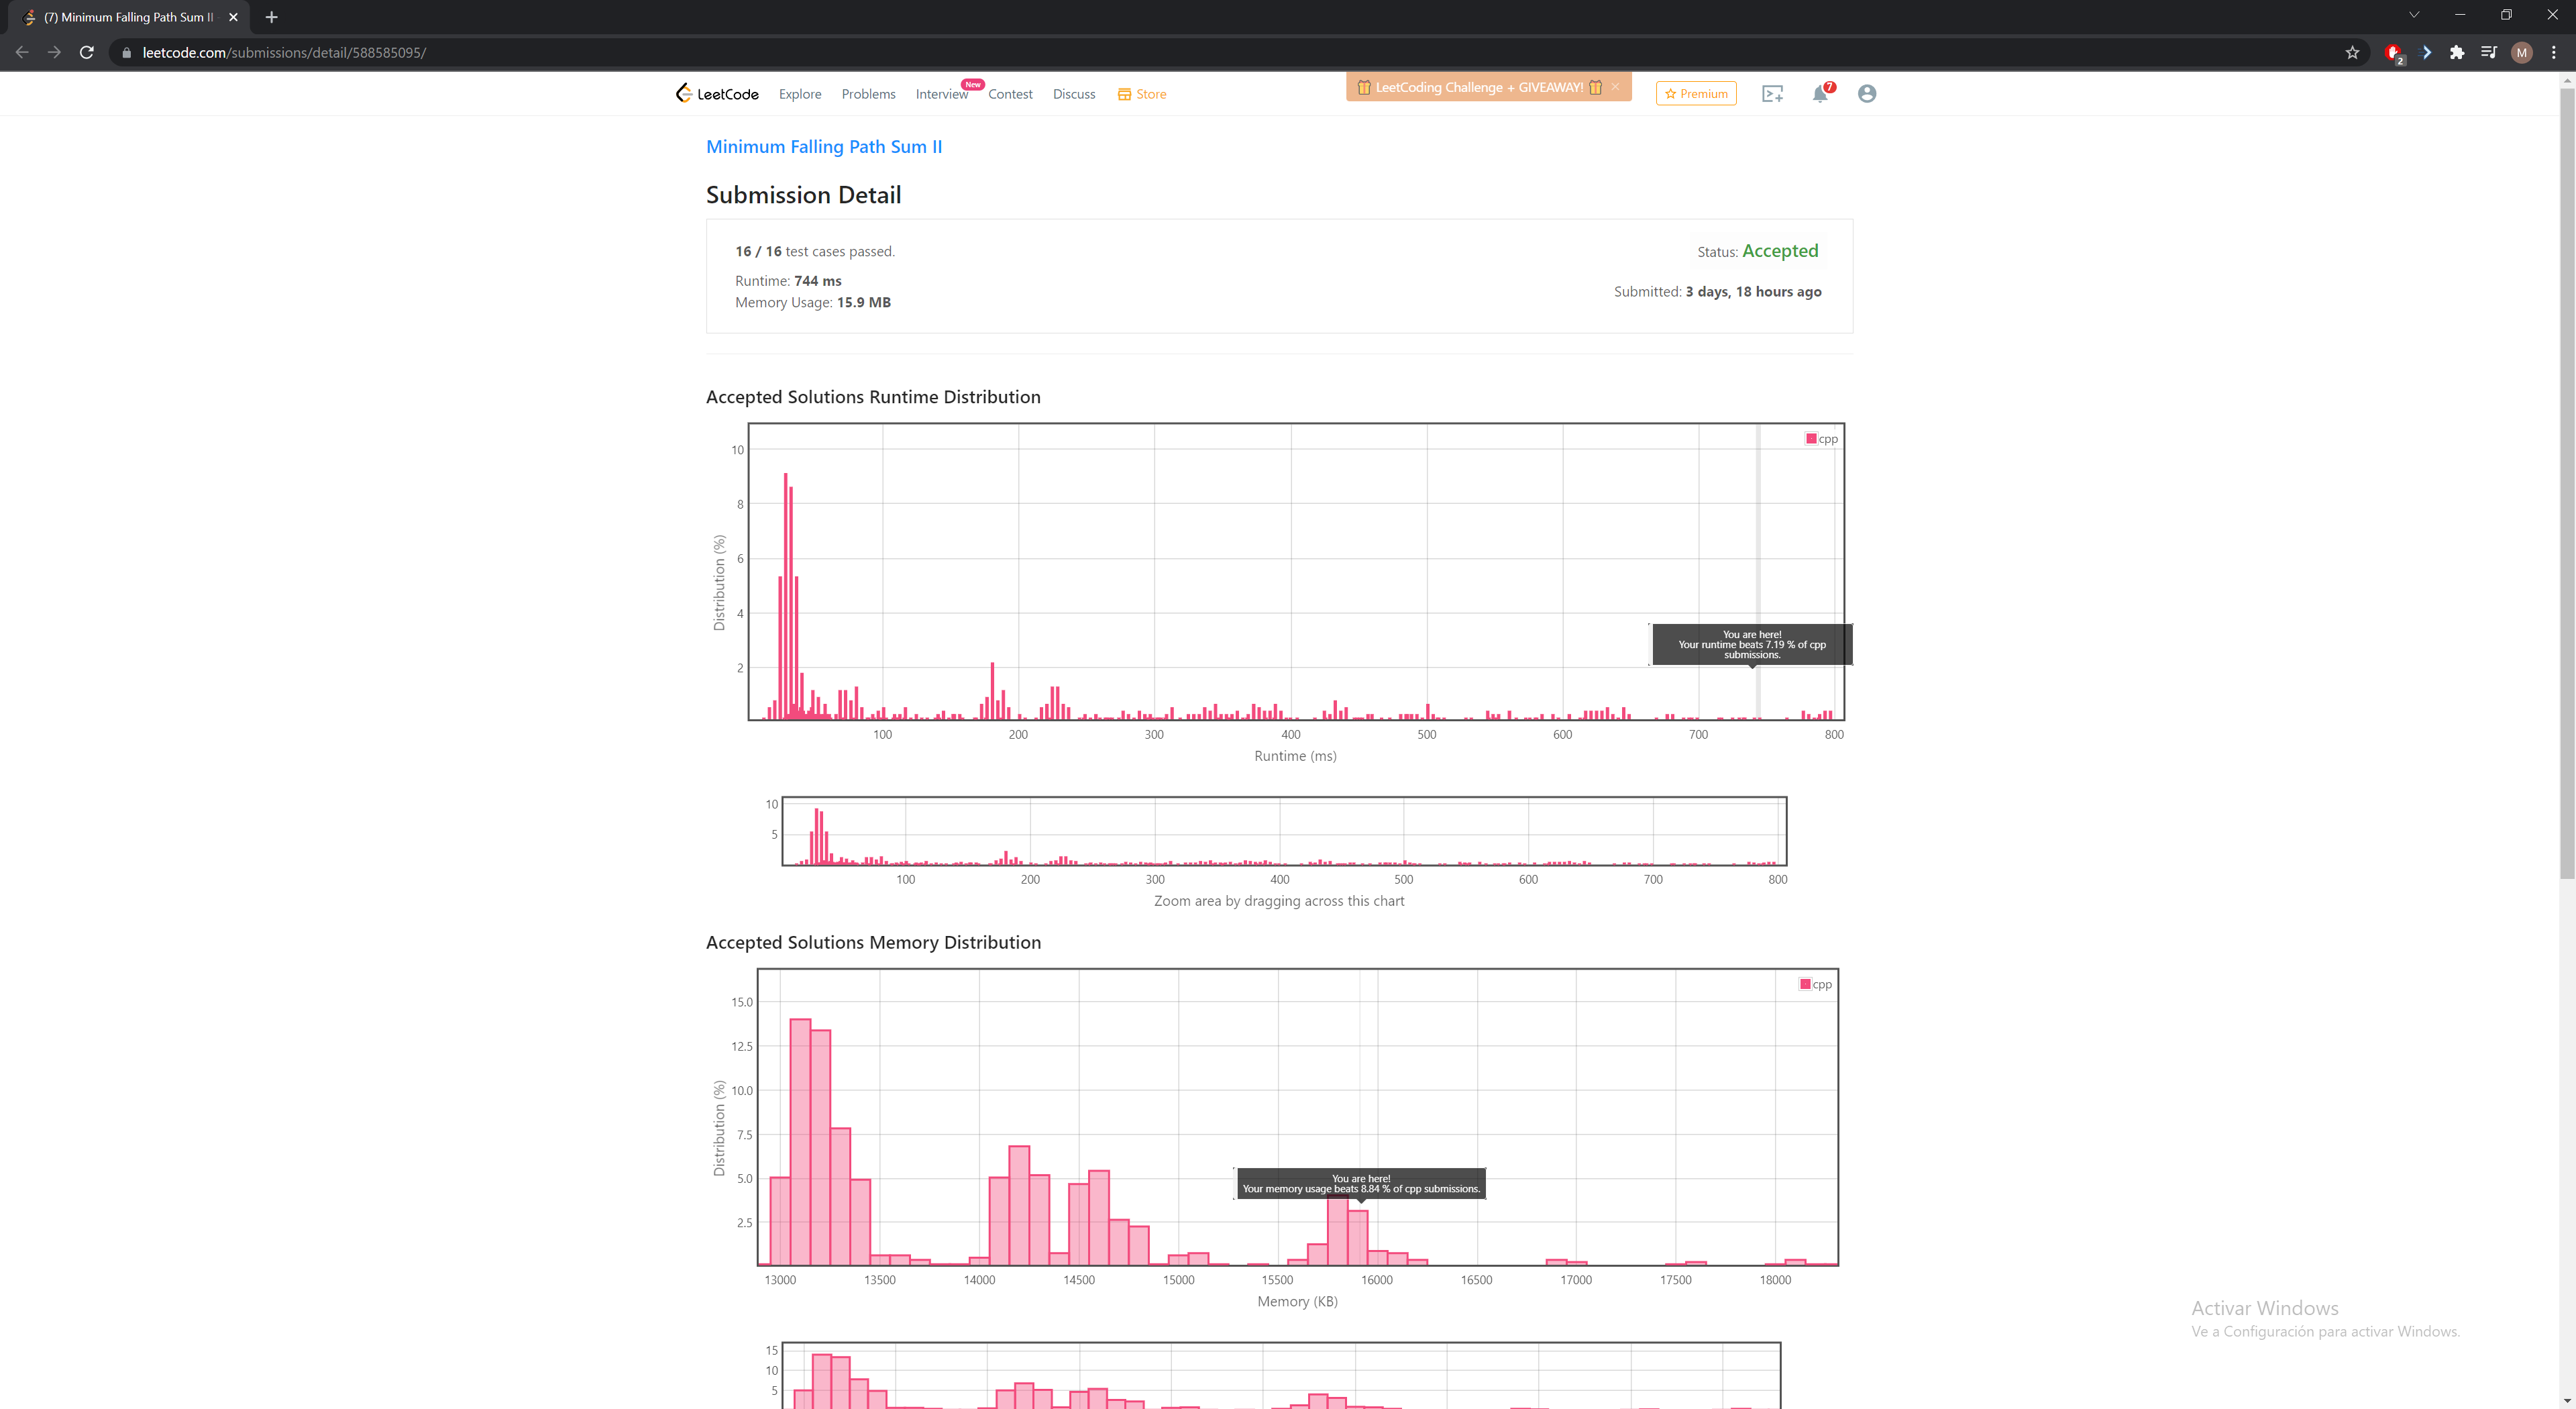 (7) Minimum Falling Path Sum II
leetcode.com/submissions/detail/588585095/
2
M
LeetCode Explore Problems Interview New Contest Discuss Store
LeetCoding Challenge + GIVEAWAY! ×
Premium
7
Minimum Falling Path Sum II
Submission Detail
16 / 16 test cases passed.
Status: Accepted
Runtime: 744 ms
Submitted: 3 days, 18 hours ago
Memory Usage: 15.9 MB
Accepted Solutions Runtime Distribution
cpp
10
8
6
4
2
Distribution (%)
You are here!
Your runtime beats 7.19 % of cpp
submissions.
100 200 300 400 500 600 700 800
Runtime (ms)
10
5
100 200 300 400 500 600 700 800
Zoom area by dragging across this chart
Accepted Solutions Memory Distribution
cpp
15.0
12.5
10.0
7.5
5.0
2.5
Distribution (%)
You are here!
Your memory usage beats 8.84 % of cpp submissions.
13000 13500 14000 14500 15000 15500 16000 16500 17000 17500 18000
Memory (KB)
15
10
5
Activar Windows
Ve a Configuración para activar Windows.